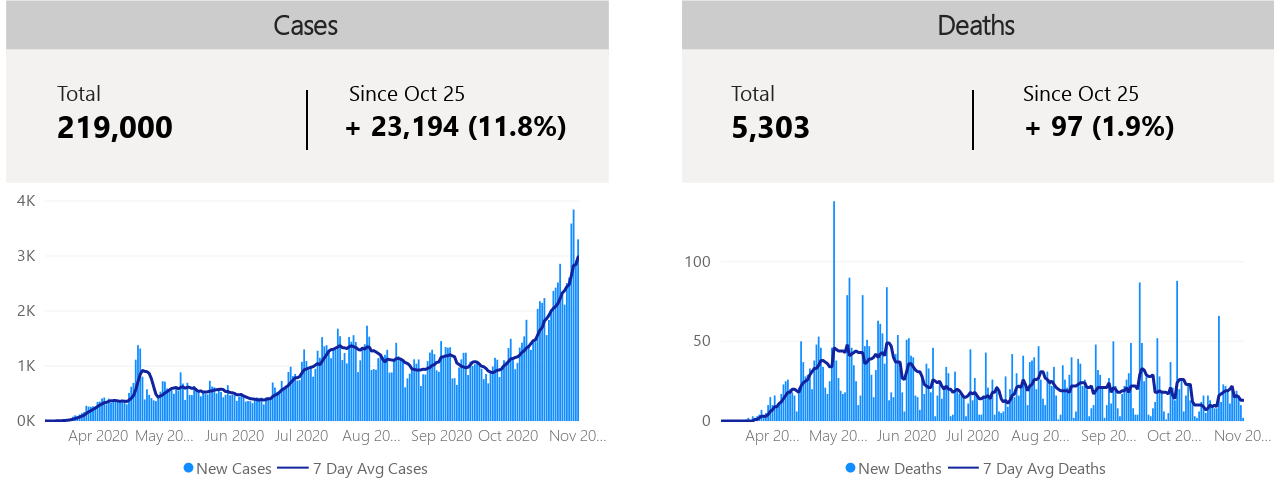 Cases
Total
219,000
Since Oct 25
+ 23,194 (11.8%)
4K
3K
2K
1K
0K
Apr 2020 May 20... Jun 2020 Jul 2020 Aug 20... Sep 2020 Oct 2020 Nov 20...
New Cases 7 Day Avg Cases
Deaths
Total
5,303
Since Oct 25
+ 97 (1.9%)
100
50
0
Apr 20... May 20... Jun 2020 Jul 2020 Aug 20... Sep 20... Oct 20... Nov 20...
New Deaths 7 Day Avg Deaths